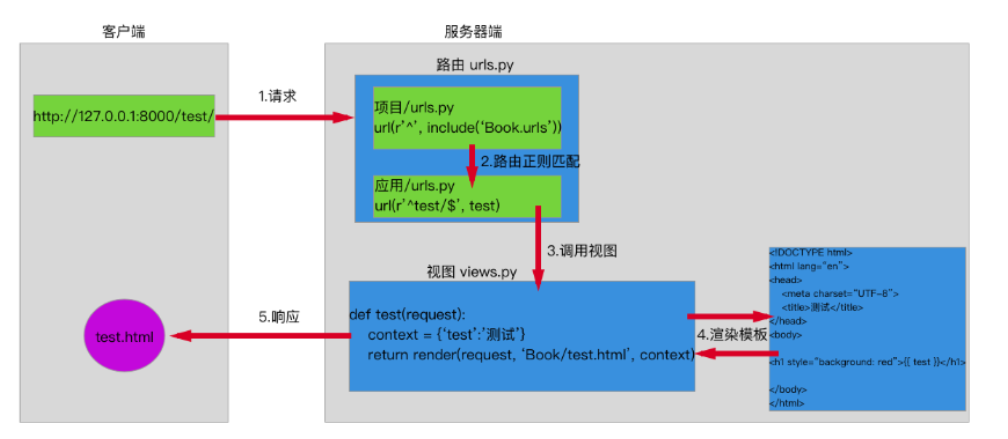 客户端
服务器端
路由 urls.py
http://127.0.0.1:8000/test/
1.请求
项目/urls.py
url(r'^', include('Book.urls'))
2.路由正则匹配
应用/urls.py
url(r'^test/$', test)
3.调用视图
视图 views.py
def test(request):
context = {'test':'测试'}
return render(request, 'Book/test.html', context)
4.渲染模板
<!DOCTYPE html>
<html lang="en">
<head>
<meta charset="UTF-8">
<title>测试</title>
</head>
<body>
<h1 style="background: red">{{ test }}</h1>
</body>
</html>
5.响应
test.html